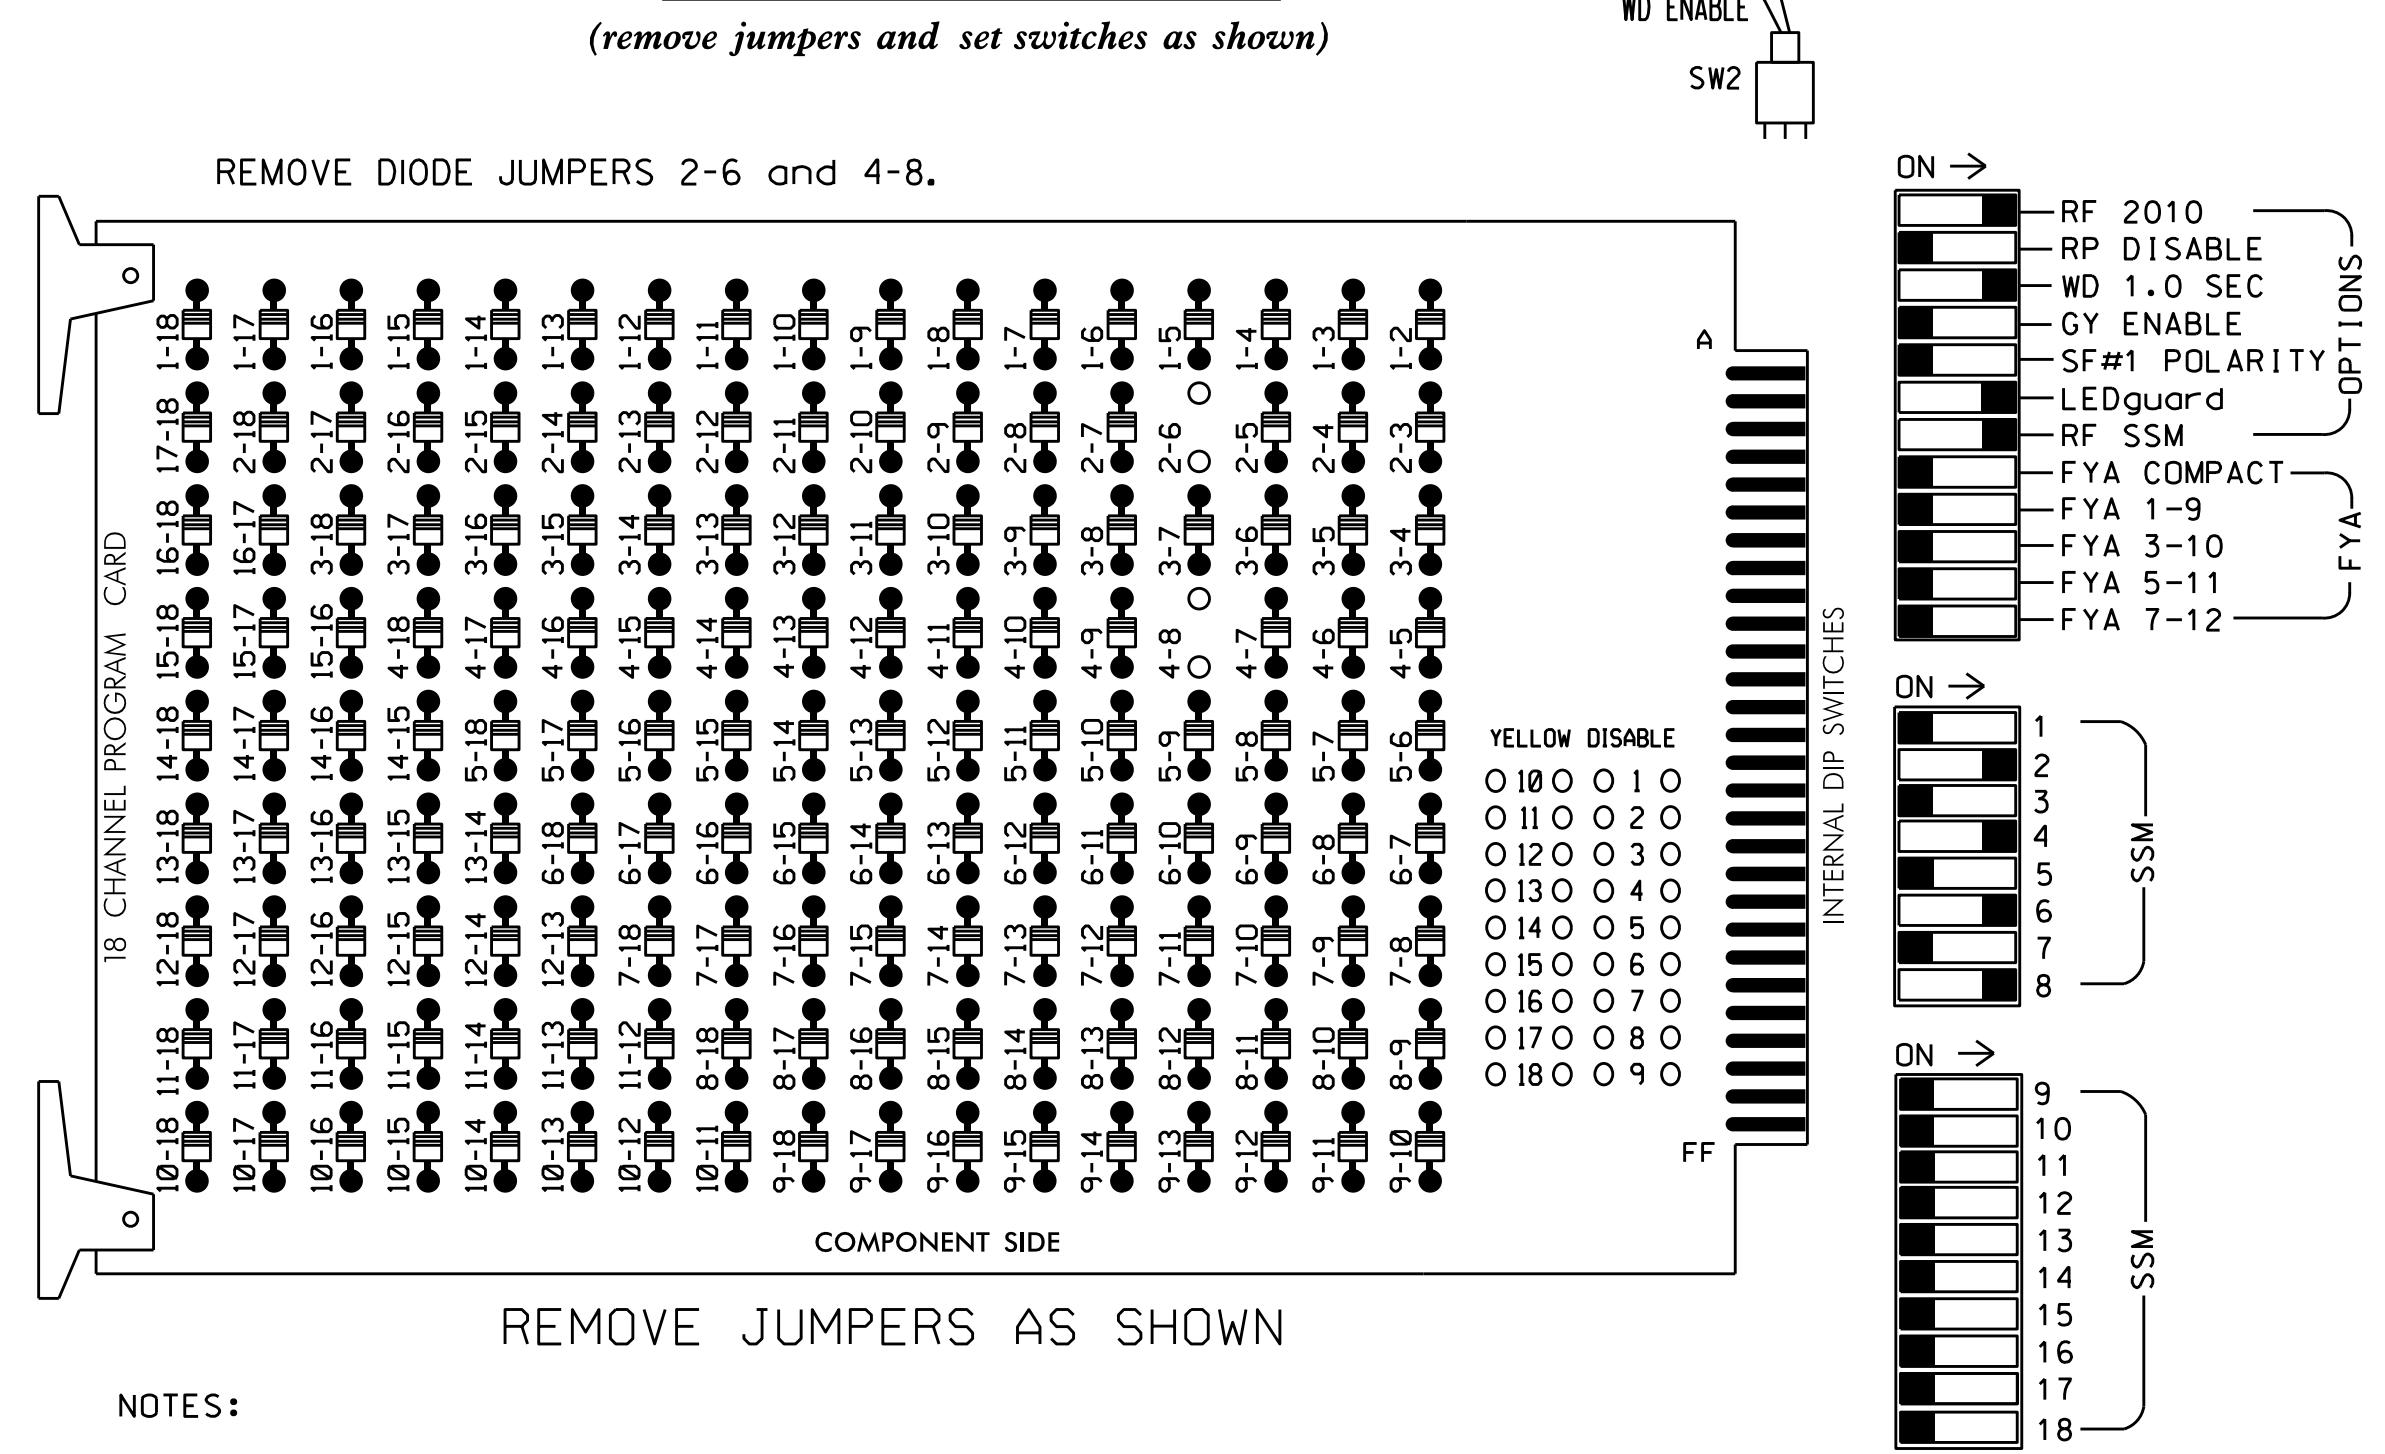 (remove jumpers and set switches as shown)
WD ENABLE
SW2
REMOVE DIODE JUMPERS 2-6 and 4-8.
1-18 1-17 1-16 1-15 1-14 1-13 1-12 1-11 1-10 1-9 1-8 1-7 1-6 1-5 1-4 1-3 1-2
17-18 2-18 2-17 2-16 2-15 2-14 2-13 2-12 2-11 2-10 2-9 2-8 2-7 2-6 2-5 2-4 2-3
16-18 16-17 3-18 3-17 3-16 3-15 3-14 3-13 3-12 3-11 3-10 3-9 3-8 3-7 3-6 3-5 3-4
15-18 15-17 15-16 4-18 4-17 4-16 4-15 4-14 4-13 4-12 4-11 4-10 4-9 4-8 4-7 4-6 4-5
14-18 14-17 14-16 14-15 5-18 5-17 5-16 5-15 5-14 5-13 5-12 5-11 5-10 5-9 5-8 5-7 5-6
13-18 13-17 13-16 13-15 13-14 6-18 6-17 6-16 6-15 6-14 6-13 6-12 6-11 6-10 6-9 6-8 6-7
12-18 12-17 12-16 12-15 12-14 12-13 7-18 7-17 7-16 7-15 7-14 7-13 7-12 7-11 7-10 7-9 7-8
11-18 11-17 11-16 11-15 11-14 11-13 11-12 8-18 8-17 8-16 8-15 8-14 8-13 8-12 8-11 8-10 8-9
10-18 10-17 10-16 10-15 10-14 10-13 10-12 10-11 9-18 9-17 9-16 9-15 9-14 9-13 9-12 9-11 9-10
18 CHANNEL PROGRAM CARD
A
FF
YELLOW DISABLE
10 1
11 2
12 3
13 4
14 5
15 6
16 7
17 8
18 9
COMPONENT SIDE
INTERNAL DIP SWITCHES
ON
RF 2010
RP DISABLE
WD 1.0 SEC
GY ENABLE
SF#1 POLARITY
LEDguard
RF SSM
OPTIONS
FYA COMPACT
FYA 1-9
FYA 3-10
FYA 5-11
FYA 7-12
FYA
ON
1
2
3
4
5
6
7
8
SSM
ON
9
10
11
12
13
14
15
16
17
18
SSM
REMOVE JUMPERS AS SHOWN
NOTES: